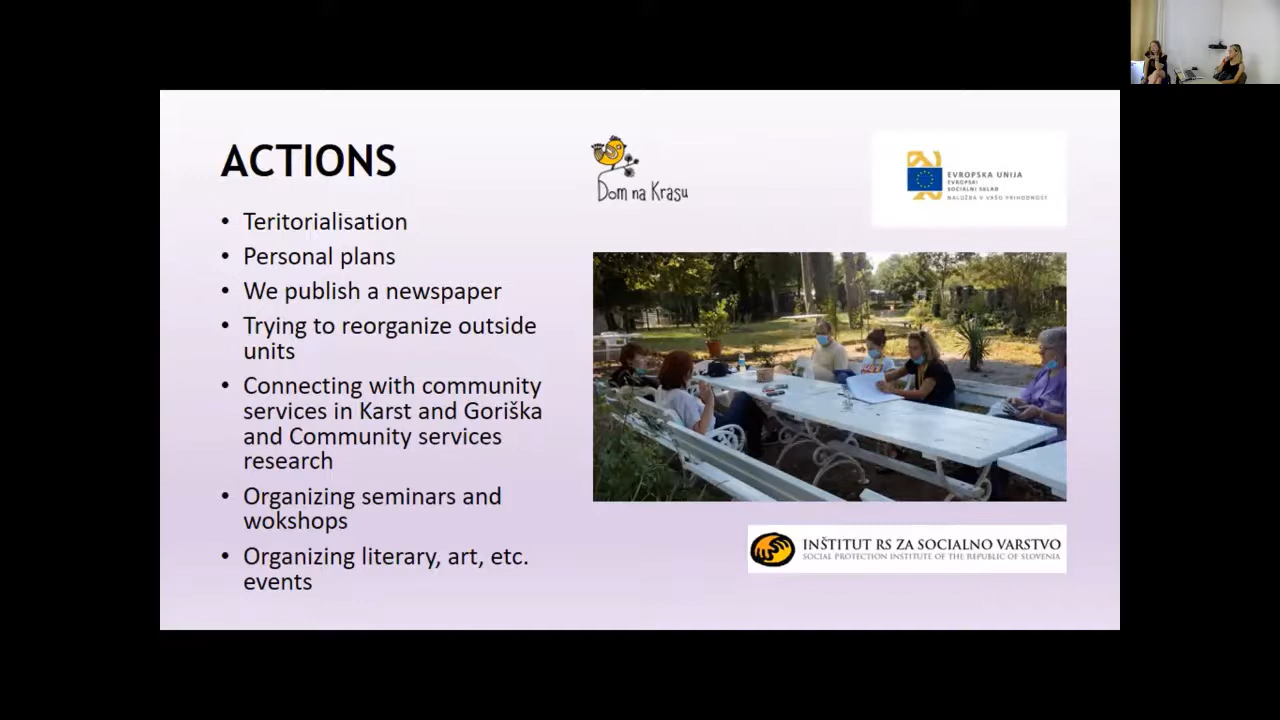 ACTIONS
• Teritorialisation
• Personal plans
• We publish a newspaper
• Trying to reorganize outside
units
• Connecting with community
services in Karst and Goriška
and Community services
research
• Organizing seminars and
wokshops
• Organizing literary, art, etc.
events
Dom na Krasu
EVROPSKA UNIJA
EVROPSKI
SOCIALNI SKLAD
NALOŽBA V VAŠO PRIHODNOST
INŠTITUT RS ZA SOCIALNO VARSTVO
SOCIAL PROTECTION INSTITUTE OF THE REPUBLIC OF SLOVENIA